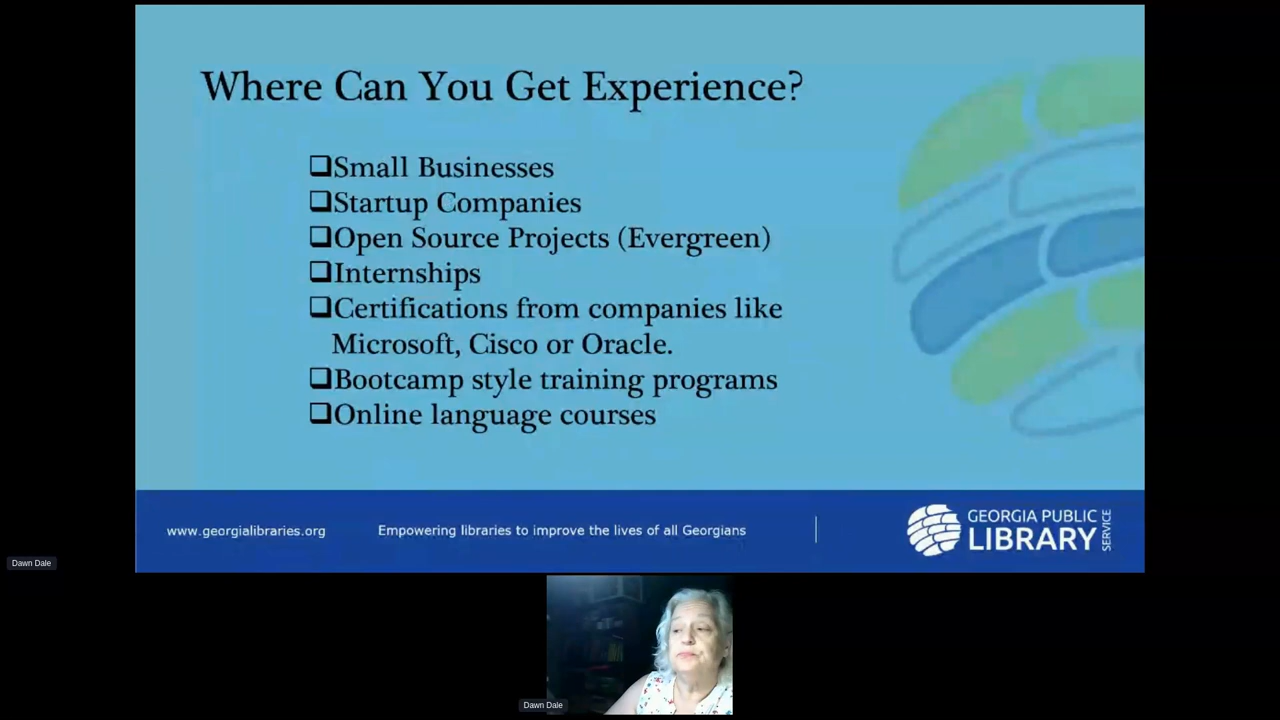 Where Can You Get Experience?
❑Small Businesses
❑Startup Companies
❑Open Source Projects (Evergreen)
❑Internships
❑Certifications from companies like
Microsoft, Cisco or Oracle.
❑Bootcamp style training programs
❑Online language courses
www.georgialibraries.org
Empowering libraries to improve the lives of all Georgians
GEORGIA PUBLIC
LIBRARY
SERVICE
Dawn Dale
Dawn Dale